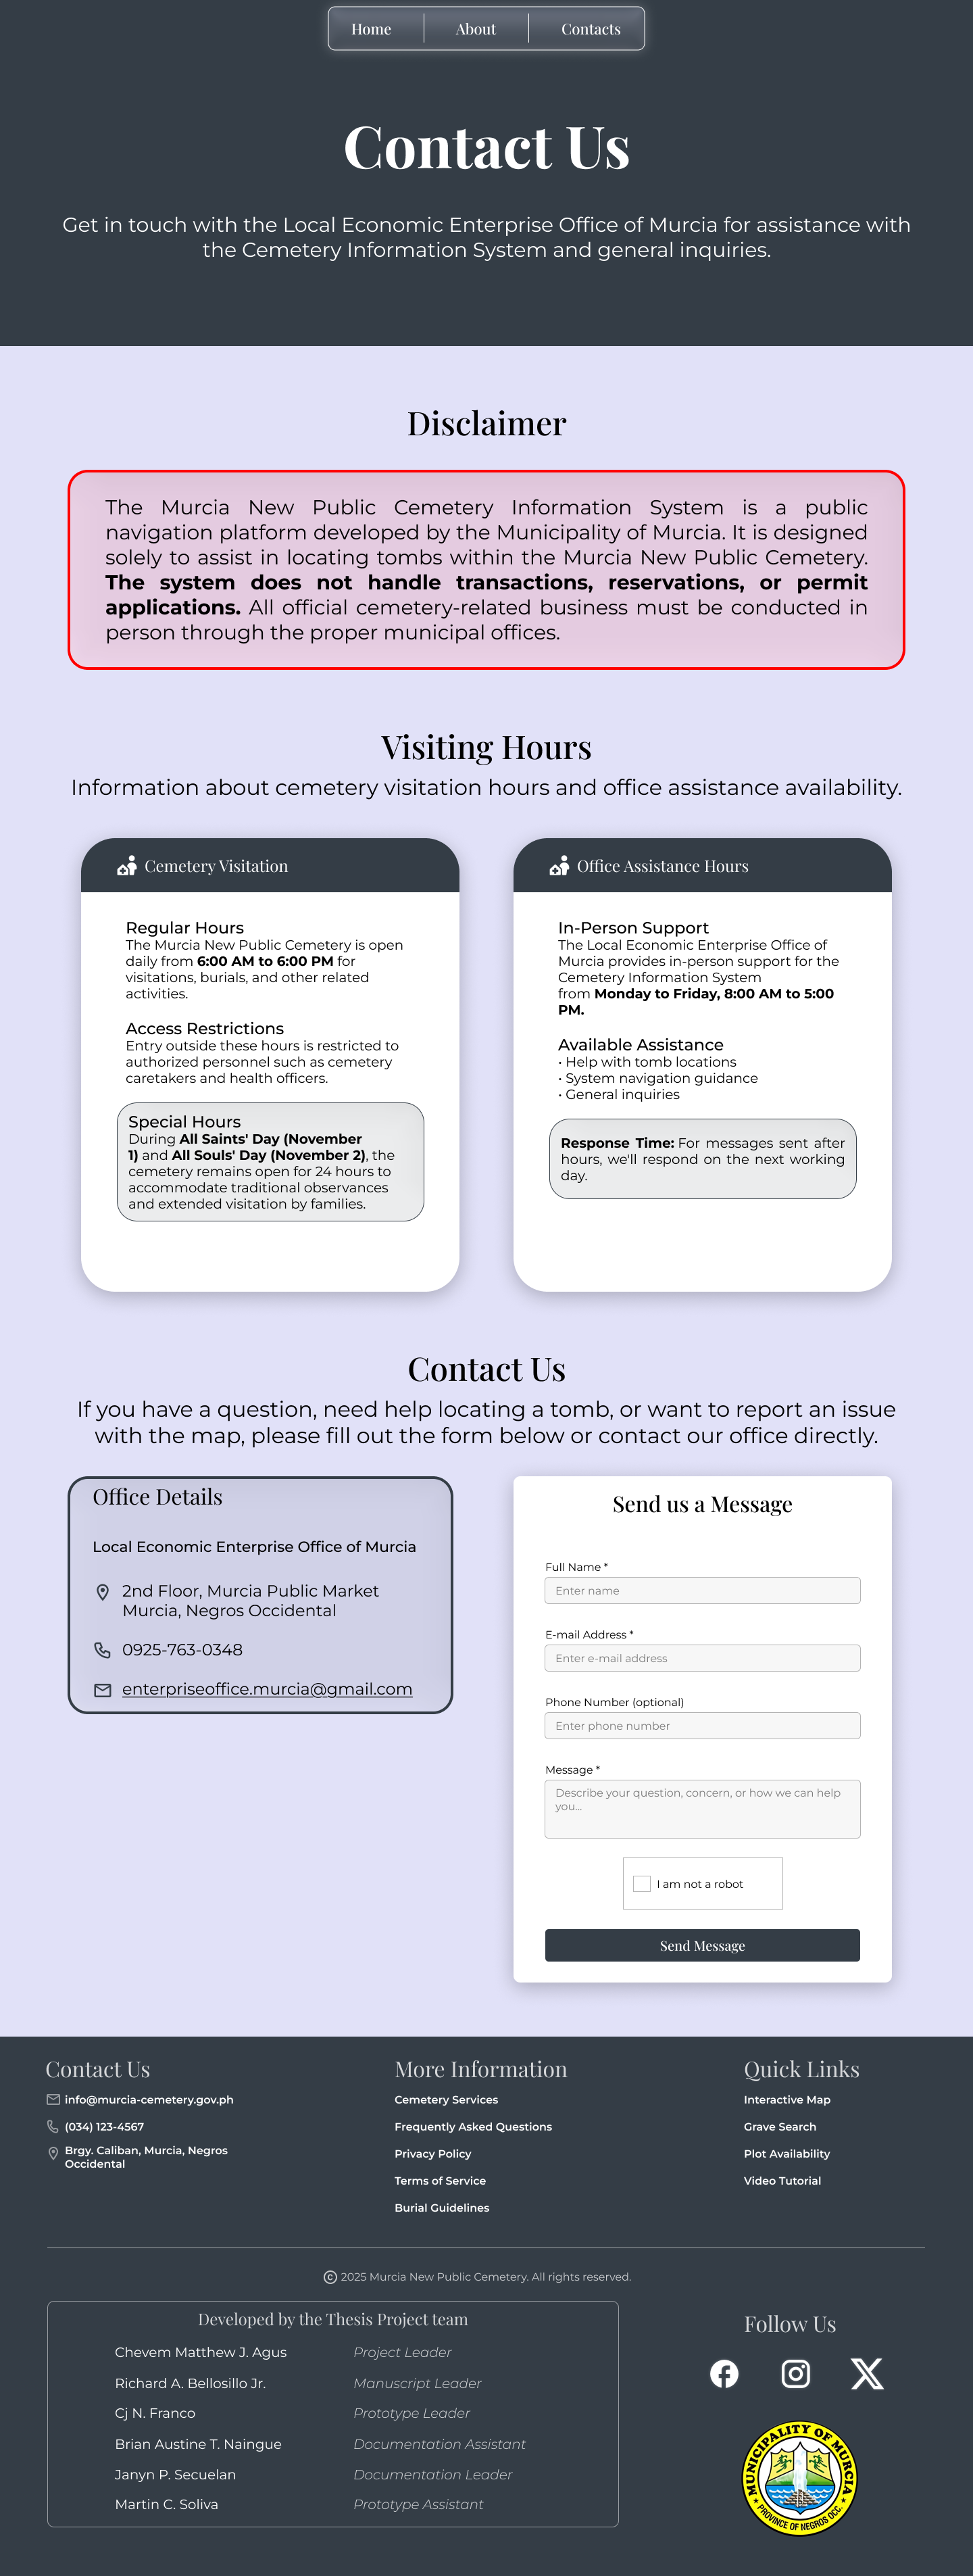 Home
About
Contacts
Contact Us
Get in touch with the Local Economic Enterprise Office of Murcia for assistance with
the Cemetery Information System and general inquiries.
Disclaimer
The Murcia New Public Cemetery Information System is a public
navigation platform developed by the Municipality of Murcia. It is designed
solely to assist in locating tombs within the Murcia New Public Cemetery.
The system does not handle transactions, reservations, or permit
applications. All official cemetery-related business must be conducted in
person through the proper municipal offices.
Visiting Hours
Information about cemetery visitation hours and office assistance availability.
Cemetery Visitation
Regular Hours
The Murcia New Public Cemetery is open
daily from 6:00 AM to 6:00 PM for
visitations, burials, and other related
activities.
Access Restrictions
Entry outside these hours is restricted to
authorized personnel such as cemetery
caretakers and health officers.
Special Hours
During All Saints' Day (November
1) and All Souls' Day (November 2), the
cemetery remains open for 24 hours to
accommodate traditional observances
and extended visitation by families.
Office Assistance Hours
In-Person Support
The Local Economic Enterprise Office of
Murcia provides in-person support for the
Cemetery Information System
from Monday to Friday, 8:00 AM to 5:00
PM.
Available Assistance
• Help with tomb locations
• System navigation guidance
• General inquiries
Response Time: For messages sent after
hours, we'll respond on the next working
day.
Contact Us
If you have a question, need help locating a tomb, or want to report an issue
with the map, please fill out the form below or contact our office directly.
Office Details
Local Economic Enterprise Office of Murcia
2nd Floor, Murcia Public Market
Murcia, Negros Occidental
0925-763-0348
enterpriseoffice.murcia@gmail.com
Send us a Message
Full Name *
Enter name
E-mail Address *
Enter e-mail address
Phone Number (optional)
Enter phone number
Message *
Describe your question, concern, or how we can help
you...
I am not a robot
Send Message
Contact Us
info@murcia-cemetery.gov.ph
(034) 123-4567
Brgy. Caliban, Murcia, Negros
Occidental
More Information
Cemetery Services
Frequently Asked Questions
Privacy Policy
Terms of Service
Burial Guidelines
Quick Links
Interactive Map
Grave Search
Plot Availability
Video Tutorial
© 2025 Murcia New Public Cemetery. All rights reserved.
Developed by the Thesis Project team
Chevem Matthew J. Agus Project Leader
Richard A. Bellosillo Jr. Manuscript Leader
Cj N. Franco Prototype Leader
Brian Austine T. Naingue Documentation Assistant
Janyn P. Secuelan Documentation Leader
Martin C. Soliva Prototype Assistant
Follow Us
MUNICIPALITY OF MURCIA
PROVINCE OF NEGROS OCC.